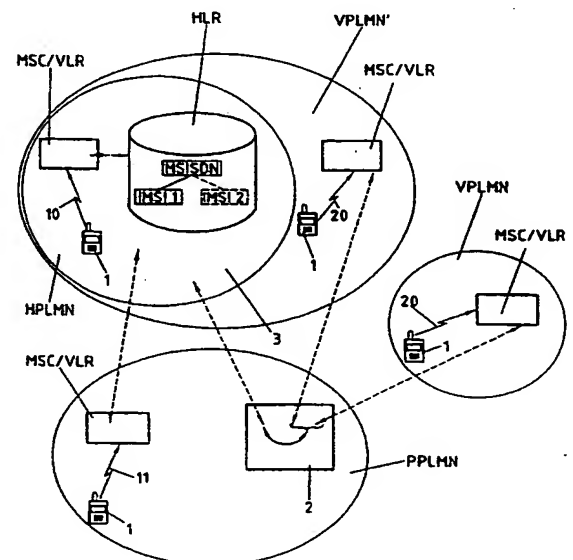 HLR
VPLMN'
MSC/VLR
MSC/VLR
MSISDN
IMSI 1
IMSI 2
10
20
1
1
VPLMN
MSC/VLR
HPLMN
3
20
1
MSC/VLR
PPLMN
11
2
1